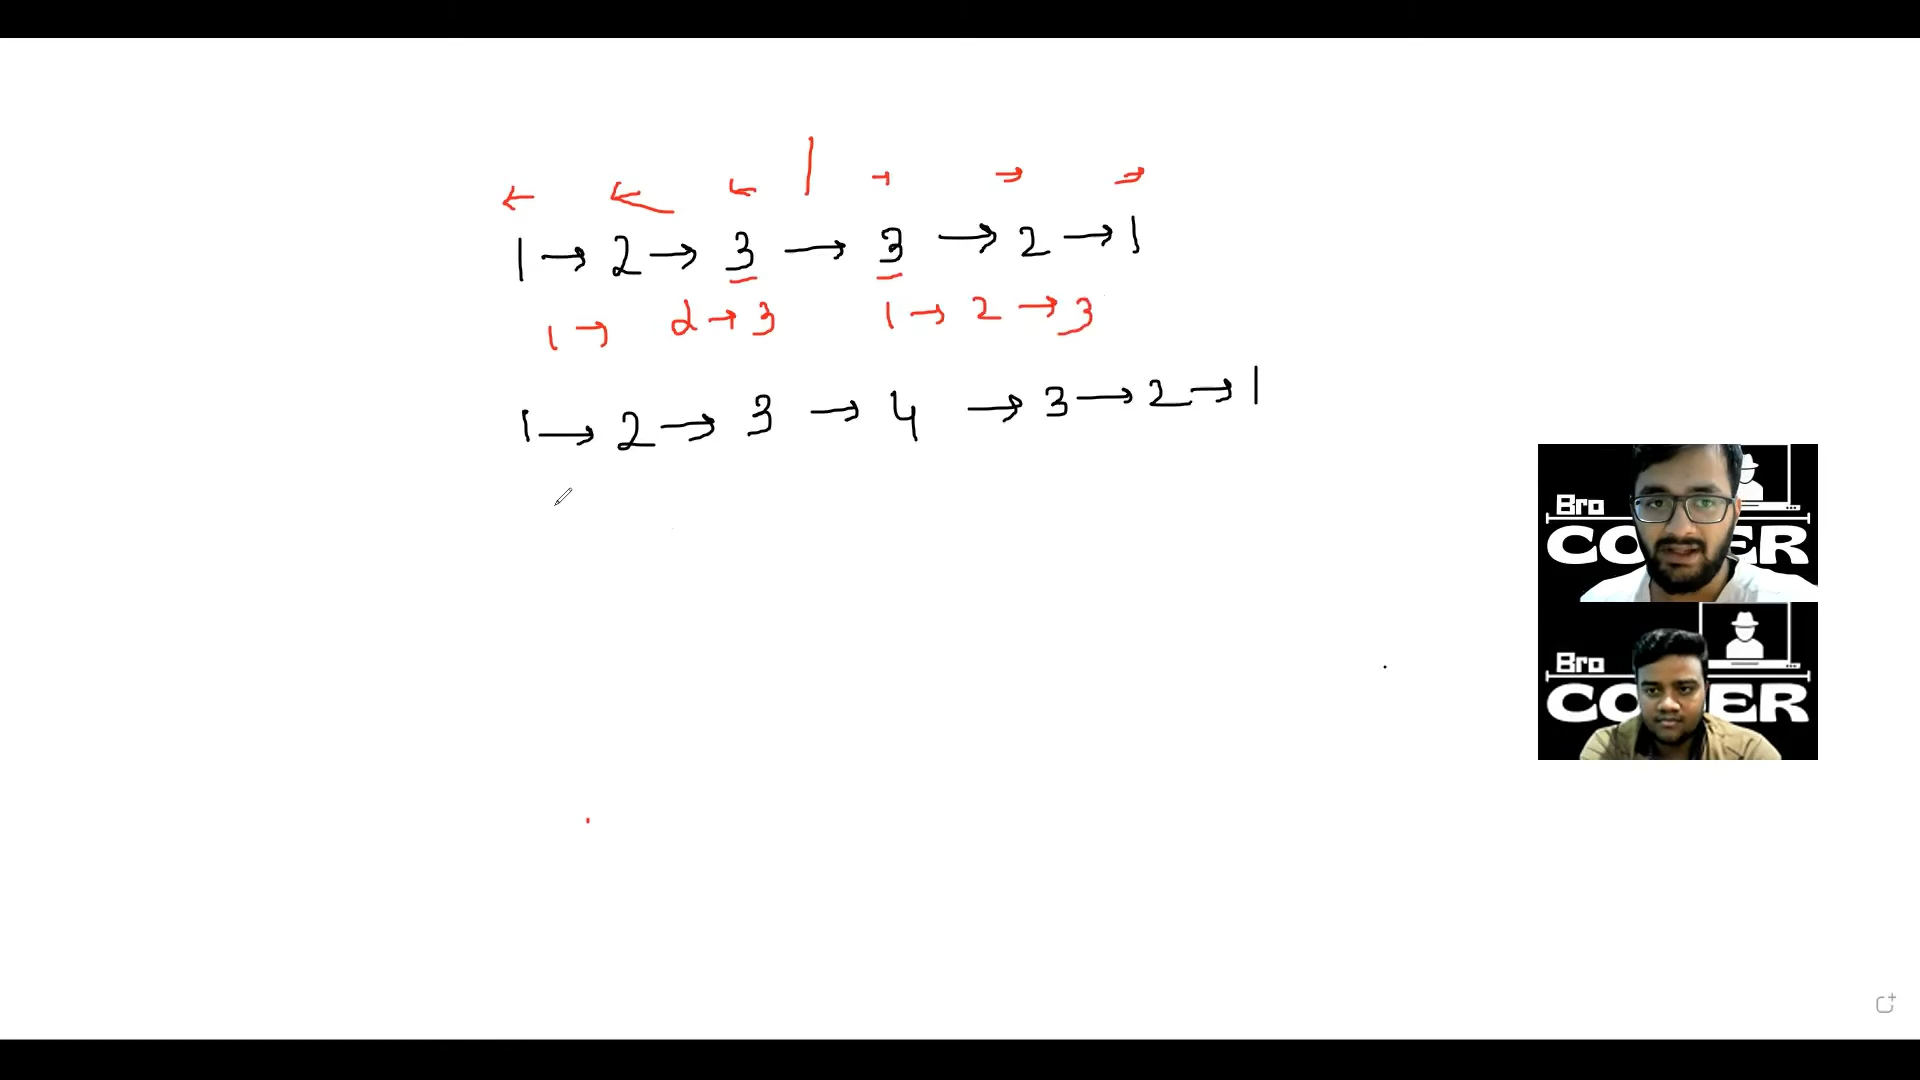 1 → 2 → 3 → 3 → 2 → 1
1 → 2 → 3 1 → 2 → 3
1 → 2 → 3 → 4 → 3 → 2 → 1
Bro
CO ER
Bro
CO ER